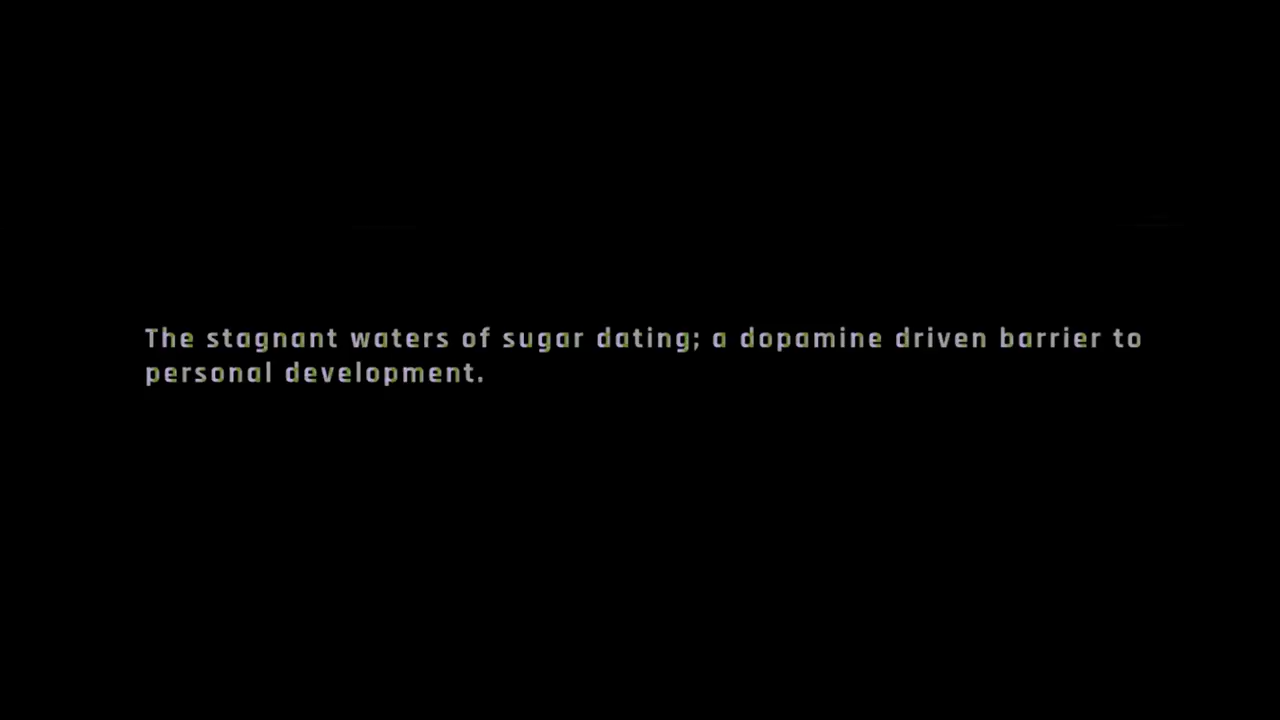 The stagnant waters of sugar dating; a dopamine driven barrier to
personal development.